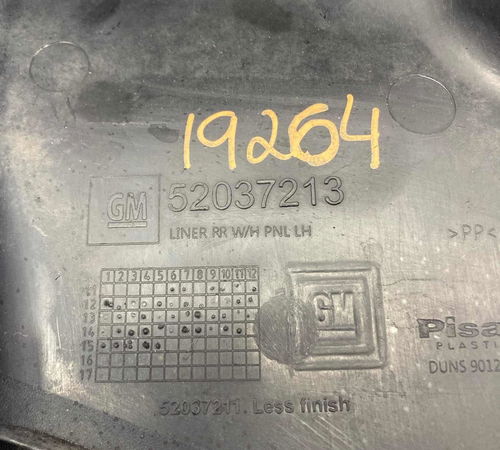 19264
GM 52037213
LINER RR W/H PNL LH
>PP<
1 2 3 4 5 6 7 8 9 10 11 12
11
12
13
14
15
16
17
GM
Pisa
PLASTI
DUNS 9012
52037211. Less finish